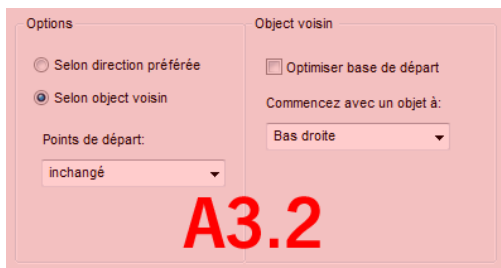 Options
Selon direction préférée
Selon object voisin
Points de départ:
inchangé
Object voisin
Optimiser base de départ
Commencez avec un objet à:
Bas droite
A3.2